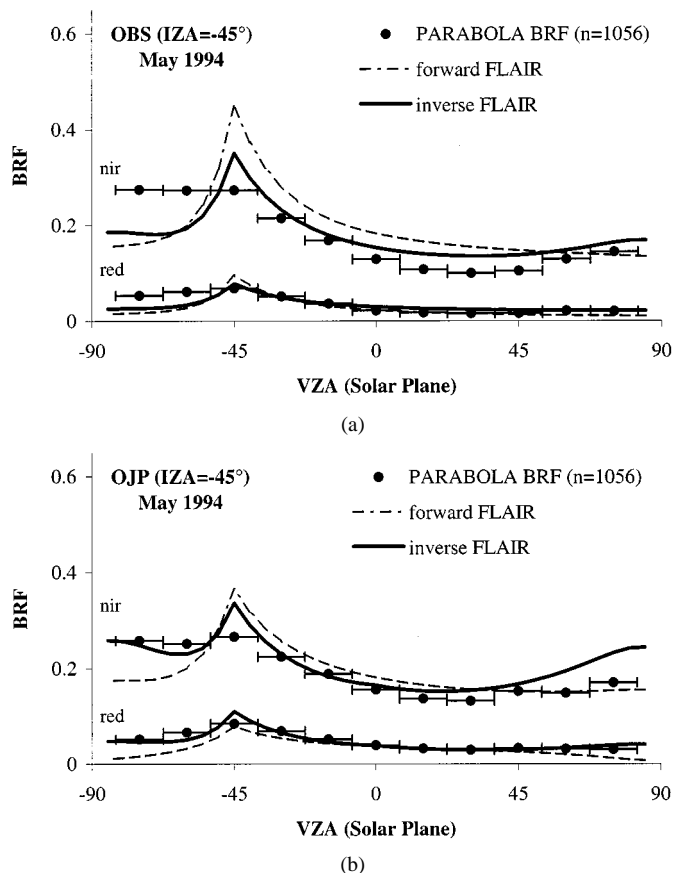 0.6
OBS (IZA=-45°)
May 1994
PARABOLA BRF (n=1056)
forward FLAIR
inverse FLAIR
0.4
BRF
nir
0.2
red
0
-90
-45
0
45
90
VZA (Solar Plane)
(a)
0.6
OJP (IZA=-45°)
May 1994
PARABOLA BRF (n=1056)
forward FLAIR
inverse FLAIR
0.4
BRF
nir
0.2
red
0
-90
-45
0
45
90
VZA (Solar Plane)
(b)